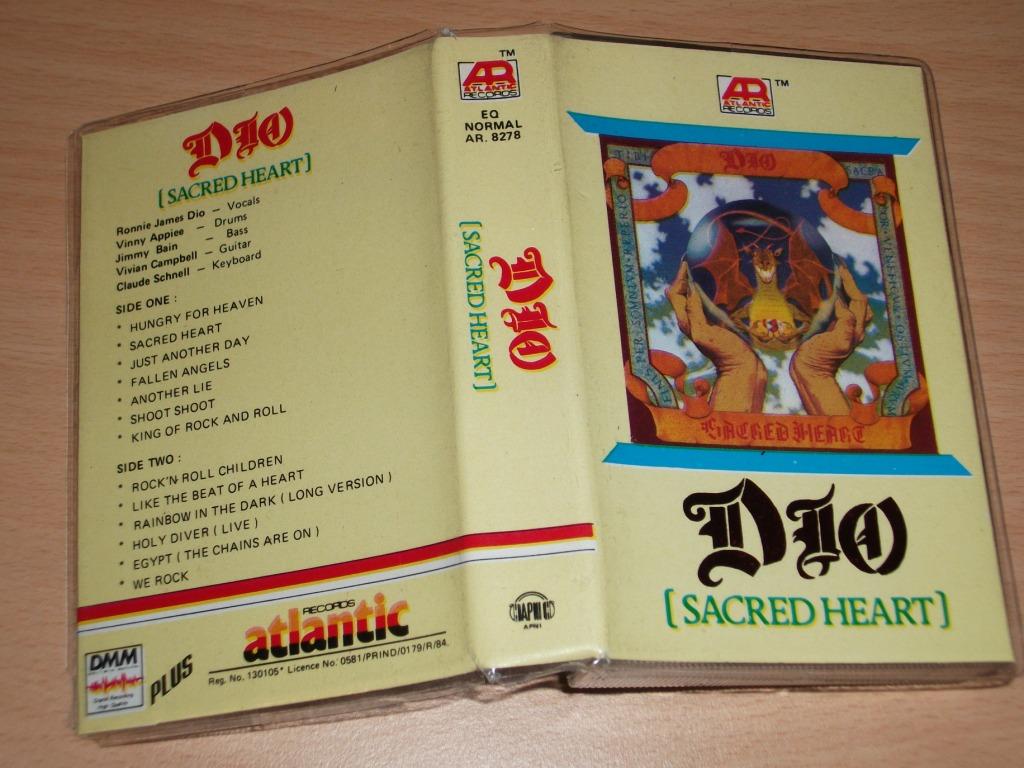 DIO
[SACRED HEART]
Ronnie James Dio — Vocals
Vinny Appiee — Drums
Jimmy Bain — Bass
Vivian Campbell — Guitar
Claude Schnell — Keyboard
SIDE ONE :
* HUNGRY FOR HEAVEN
* SACRED HEART
* JUST ANOTHER DAY
* FALLEN ANGELS
* ANOTHER LIE
* SHOOT SHOOT
* KING OF ROCK AND ROLL
SIDE TWO :
* ROCK'N ROLL CHILDREN
* LIKE THE BEAT OF A HEART
* RAINBOW IN THE DARK ( LONG VERSION )
* HOLY DIVER ( LIVE )
* EGYPT ( THE CHAINS ARE ON )
* WE ROCK
DMM
PLUS
RECORDS
atlantic
Reg. No. 130105* Licence No: 0581/PRIND/0179/R/84.
TM
AR
ATLANTIC
RECORDS
EQ
NORMAL
AR. 8278
DIO
[SACRED HEART]
APNI
AR
ATLANTIC
RECORDS
TM
DIO
SACRED HEART
DIO
[SACRED HEART]